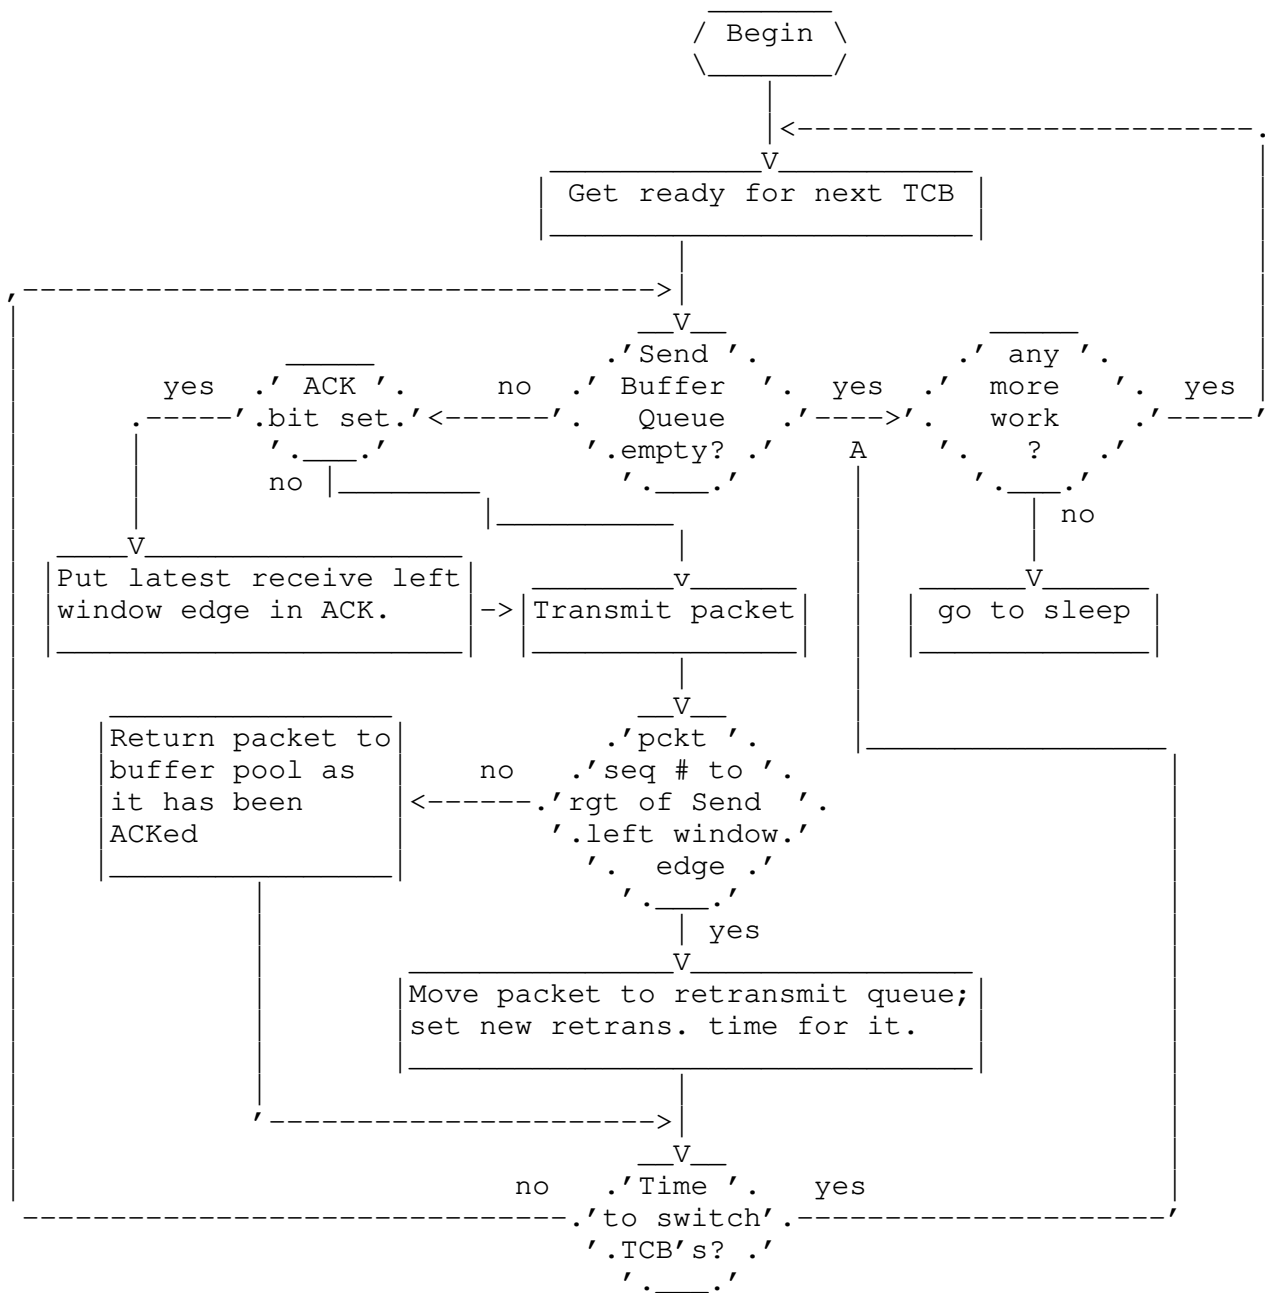 Begin
Get ready for next TCB
Send
Buffer
Queue
empty?
any
more
work
?
ACK
bit set.
yes
no
yes
yes
A
no
no
Put latest receive left
window edge in ACK.
Transmit packet
go to sleep
Return packet to
buffer pool as
it has been
ACKed
pckt
seq # to
rgt of Send
left window.
edge
no
yes
Move packet to retransmit queue;
set new retrans. time for it.
Time
to switch
TCB's?
no
yes